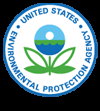 UNITED STATES
ENVIRONMENTAL PROTECTION AGENCY